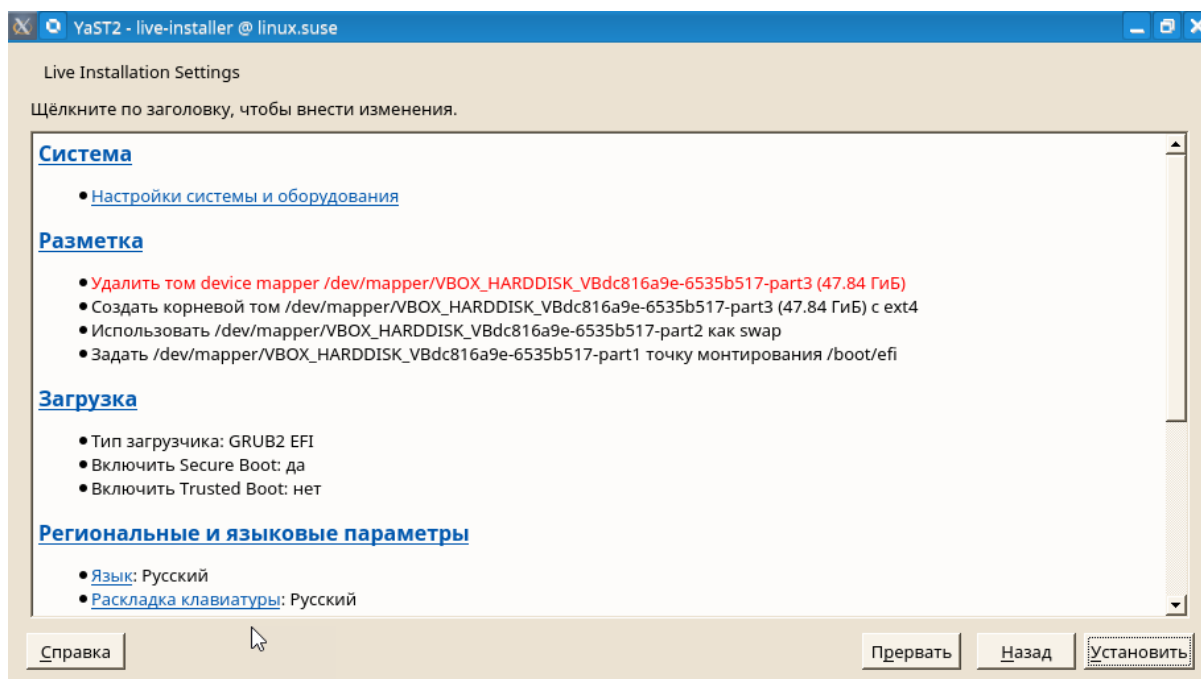 YaST2 - live-installer @ linux.suse
Live Installation Settings
Щёлкните по заголовку, чтобы внести изменения.
Система
Настройки системы и оборудования
Разметка
Удалить том device mapper /dev/mapper/VBOX_HARDDISK_VBdc816a9e-6535b517-part3 (47.84 ГиБ)
Создать корневой том /dev/mapper/VBOX_HARDDISK_VBdc816a9e-6535b517-part3 (47.84 ГиБ) с ext4
Использовать /dev/mapper/VBOX_HARDDISK_VBdc816a9e-6535b517-part2 как swap
Задать /dev/mapper/VBOX_HARDDISK_VBdc816a9e-6535b517-part1 точку монтирования /boot/efi
Загрузка
Тип загрузчика: GRUB2 EFI
Включить Secure Boot: да
Включить Trusted Boot: нет
Региональные и языковые параметры
Язык: Русский
Раскладка клавиатуры: Русский
Справка Прервать Назад Установить